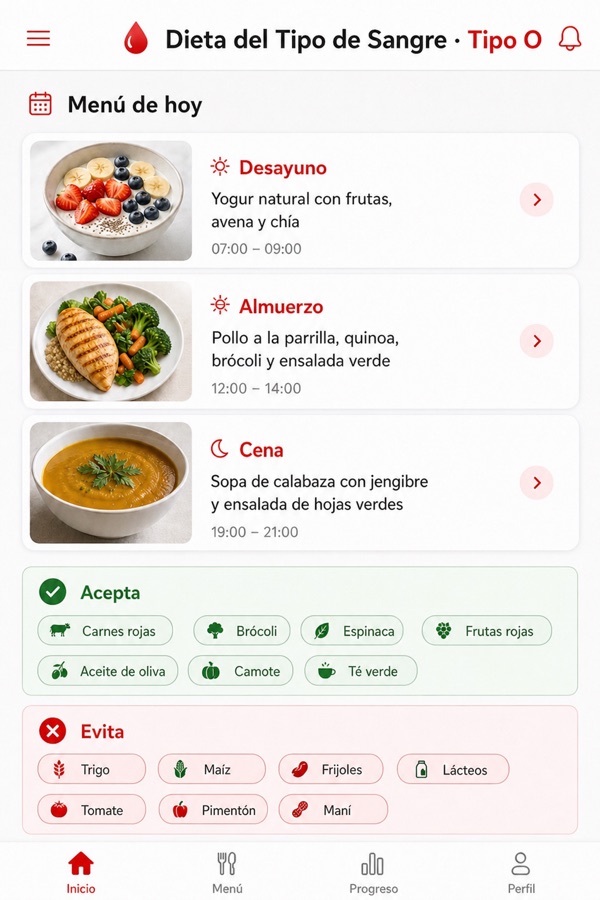 Dieta del Tipo de Sangre · Tipo O
Menú de hoy
Desayuno
Yogur natural con frutas,
avena y chía
07:00 – 09:00
Almuerzo
Pollo a la parrilla, quinoa,
brócoli y ensalada verde
12:00 – 14:00
Cena
Sopa de calabaza con jengibre
y ensalada de hojas verdes
19:00 – 21:00
Acepta
Carnes rojas Brócoli Espinaca Frutas rojas
Aceite de oliva Camote Té verde
Evita
Trigo Maíz Frijoles Lácteos
Tomate Pimentón Maní
Inicio Menú Progreso Perfil